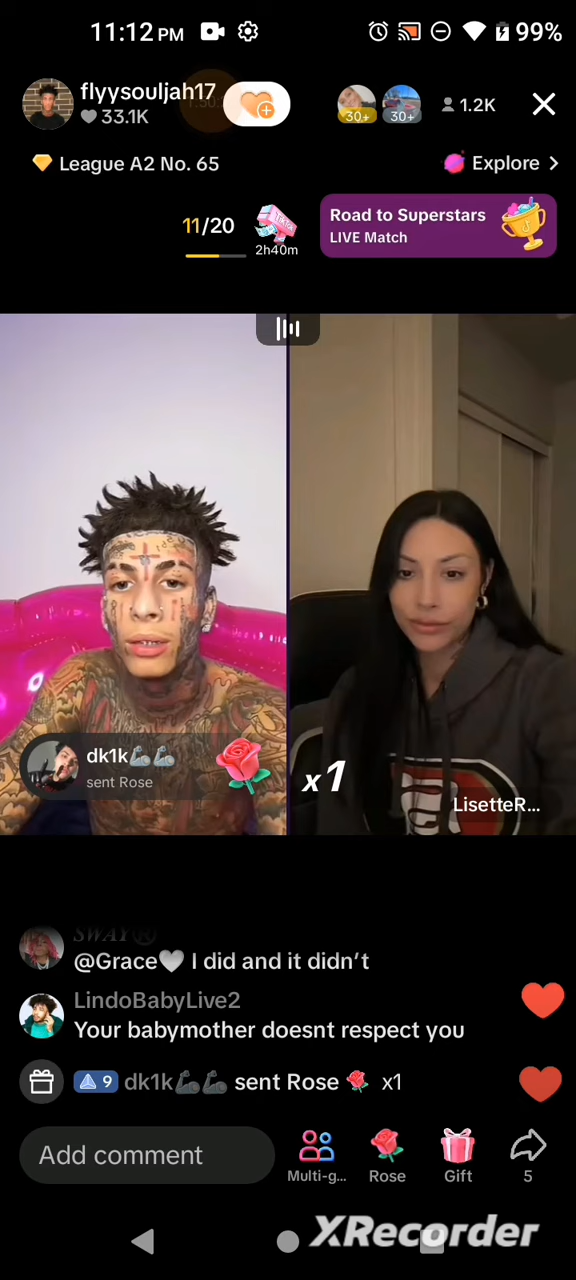 11:12 PM
99%
flyysouljah17
33.1K
30+
30+
1.2K
League A2 No. 65
Explore >
11/20
2h40m
Road to Superstars
LIVE Match
dk1k💪💪
sent Rose
x1
LisetteR...
SWAY®
@Grace🤍 I did and it didn't
LindoBabyLive2
Your babymother doesnt respect you
9 dk1k💪💪 sent Rose 🌹 x1
Add comment
Multi-g...
Rose
Gift
5
XRecorder